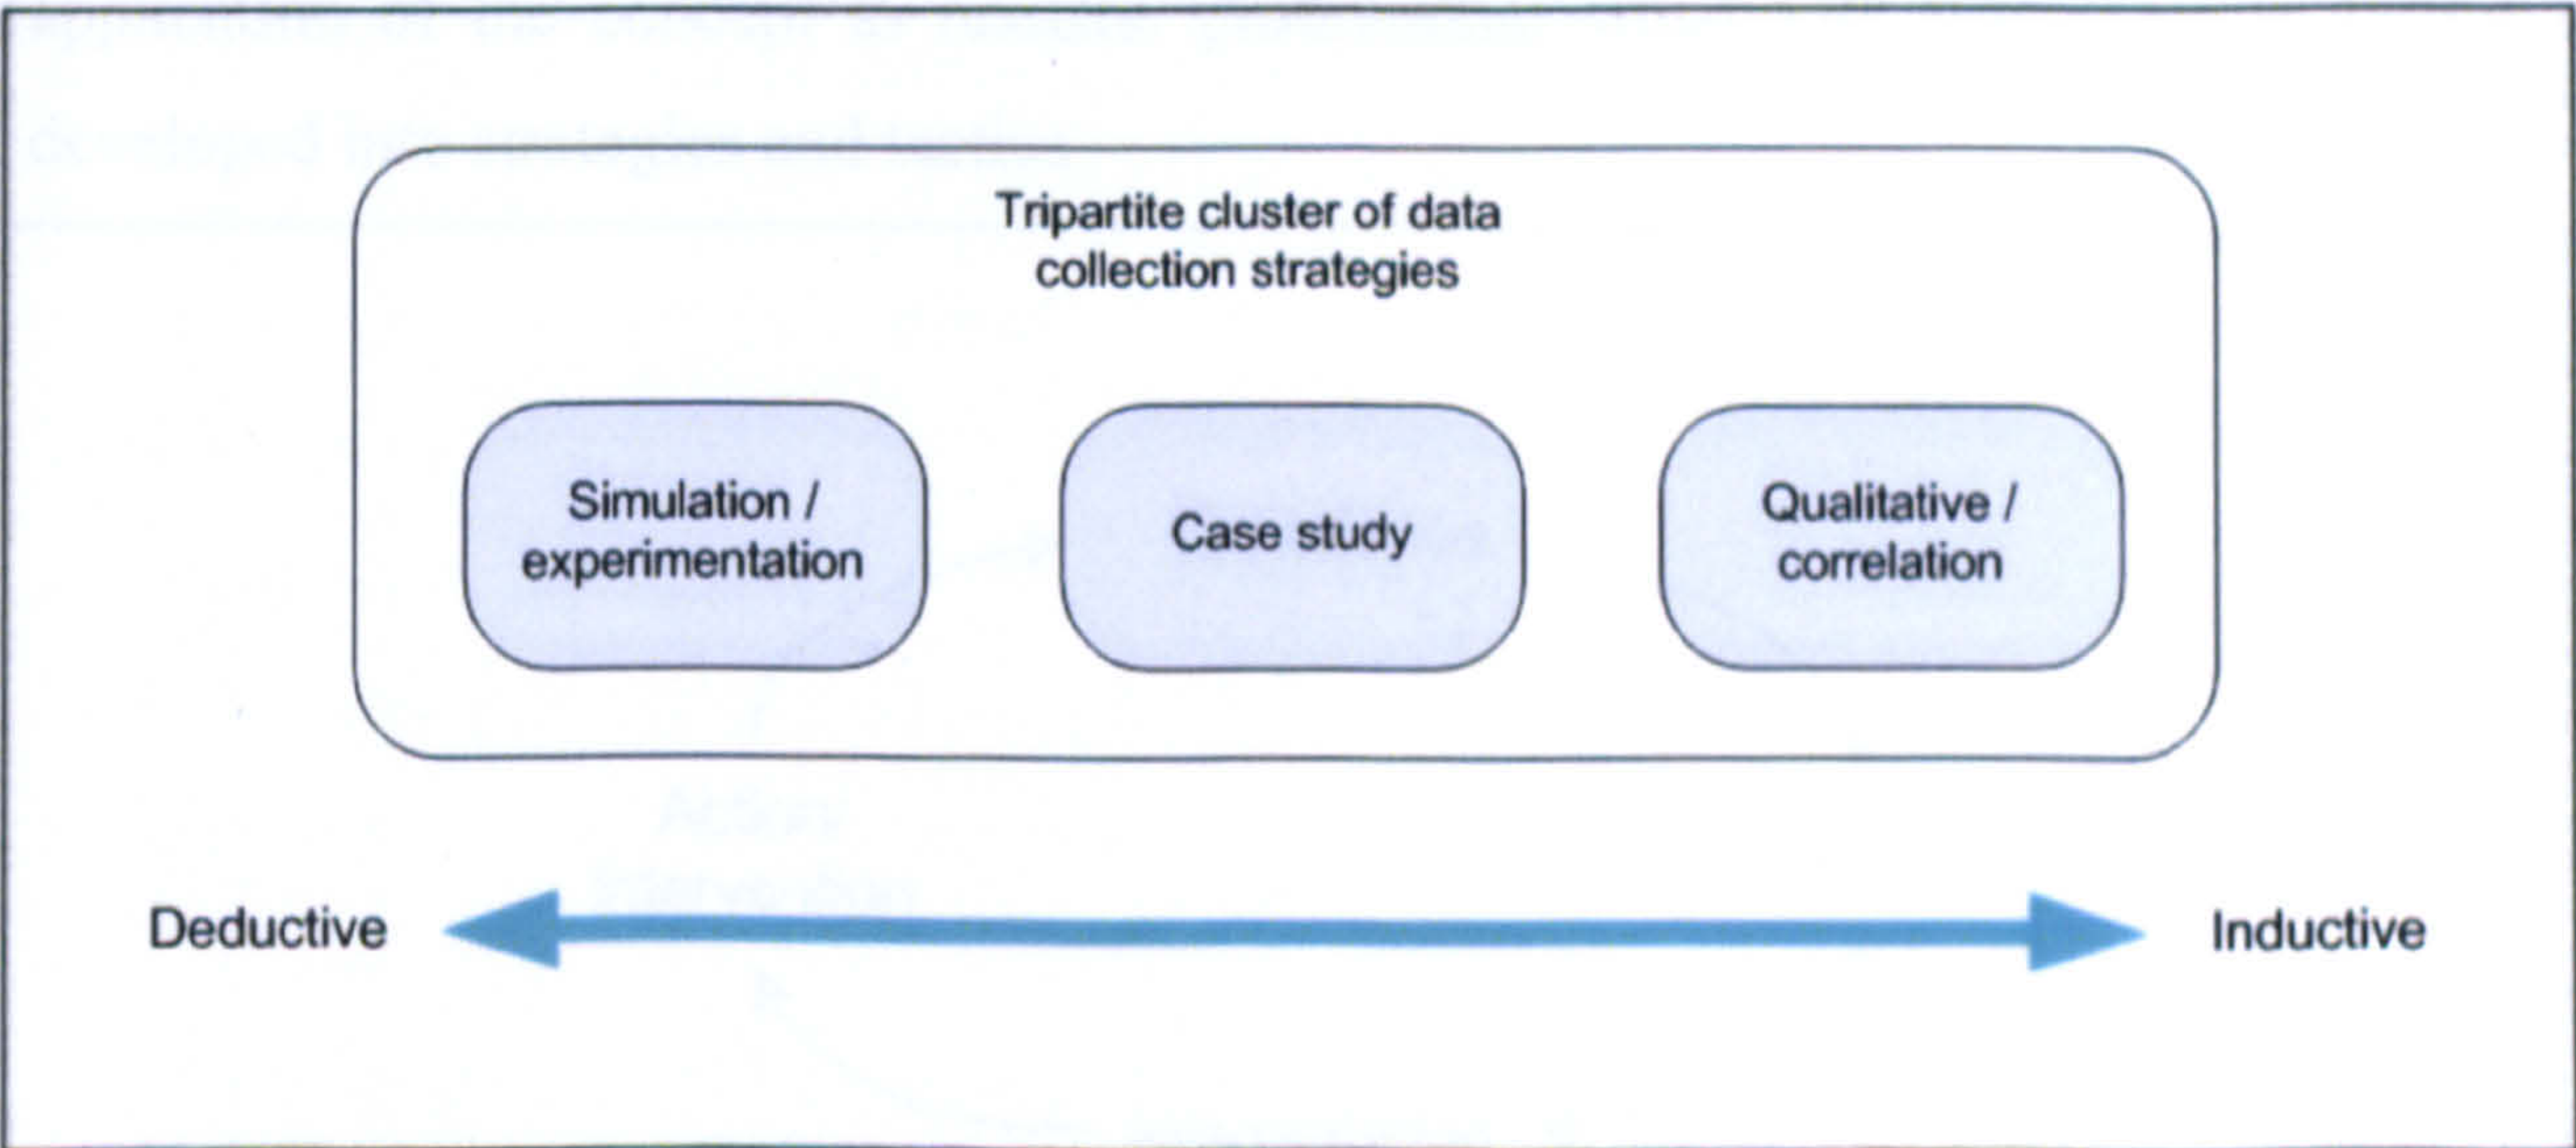 Tripartite cluster of data
collection strategies
Simulation /
experimentation
Case study
Qualitative /
correlation
Deductive
Inductive